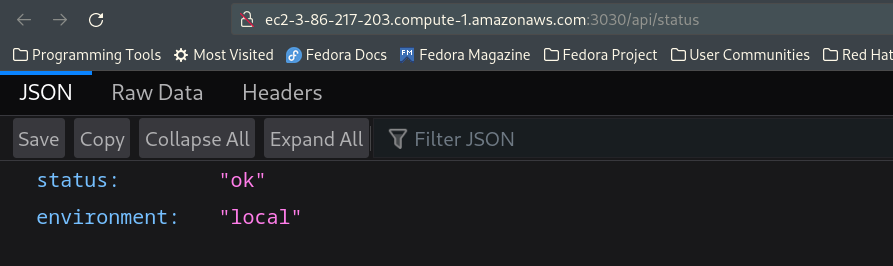 ec2-3-86-217-203.compute-1.amazonaws.com:3030/api/status
Programming Tools Most Visited Fedora Docs Fedora Magazine Fedora Project User Communities Red Hat
JSON Raw Data Headers
Save Copy Collapse All Expand All Filter JSON
status: "ok"
environment: "local"